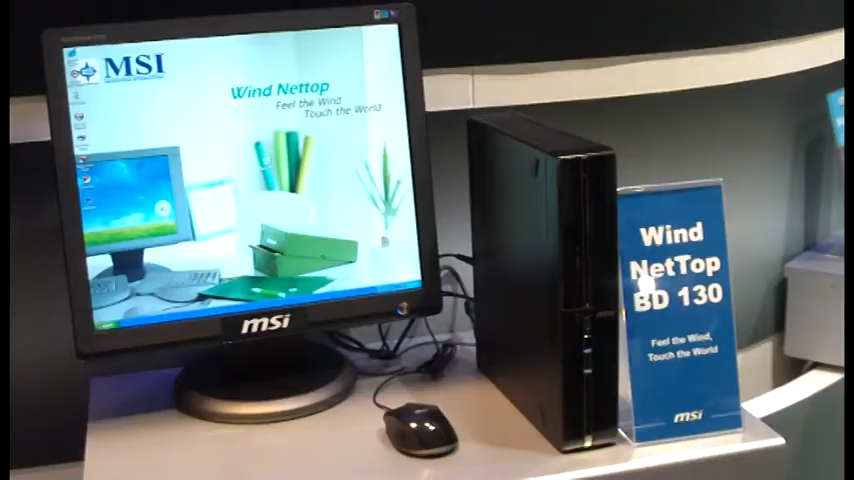 MSI
Wind Nettop
Feel the Wind
Touch the World
msi
Wind
NetTop
BD 130
Feel the Wind,
Touch the World
msi